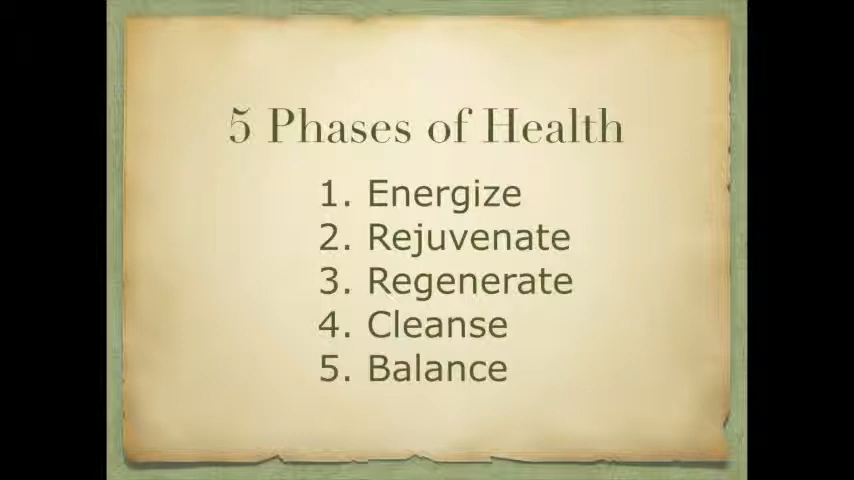 5 Phases of Health
1. Energize
2. Rejuvenate
3. Regenerate
4. Cleanse
5. Balance